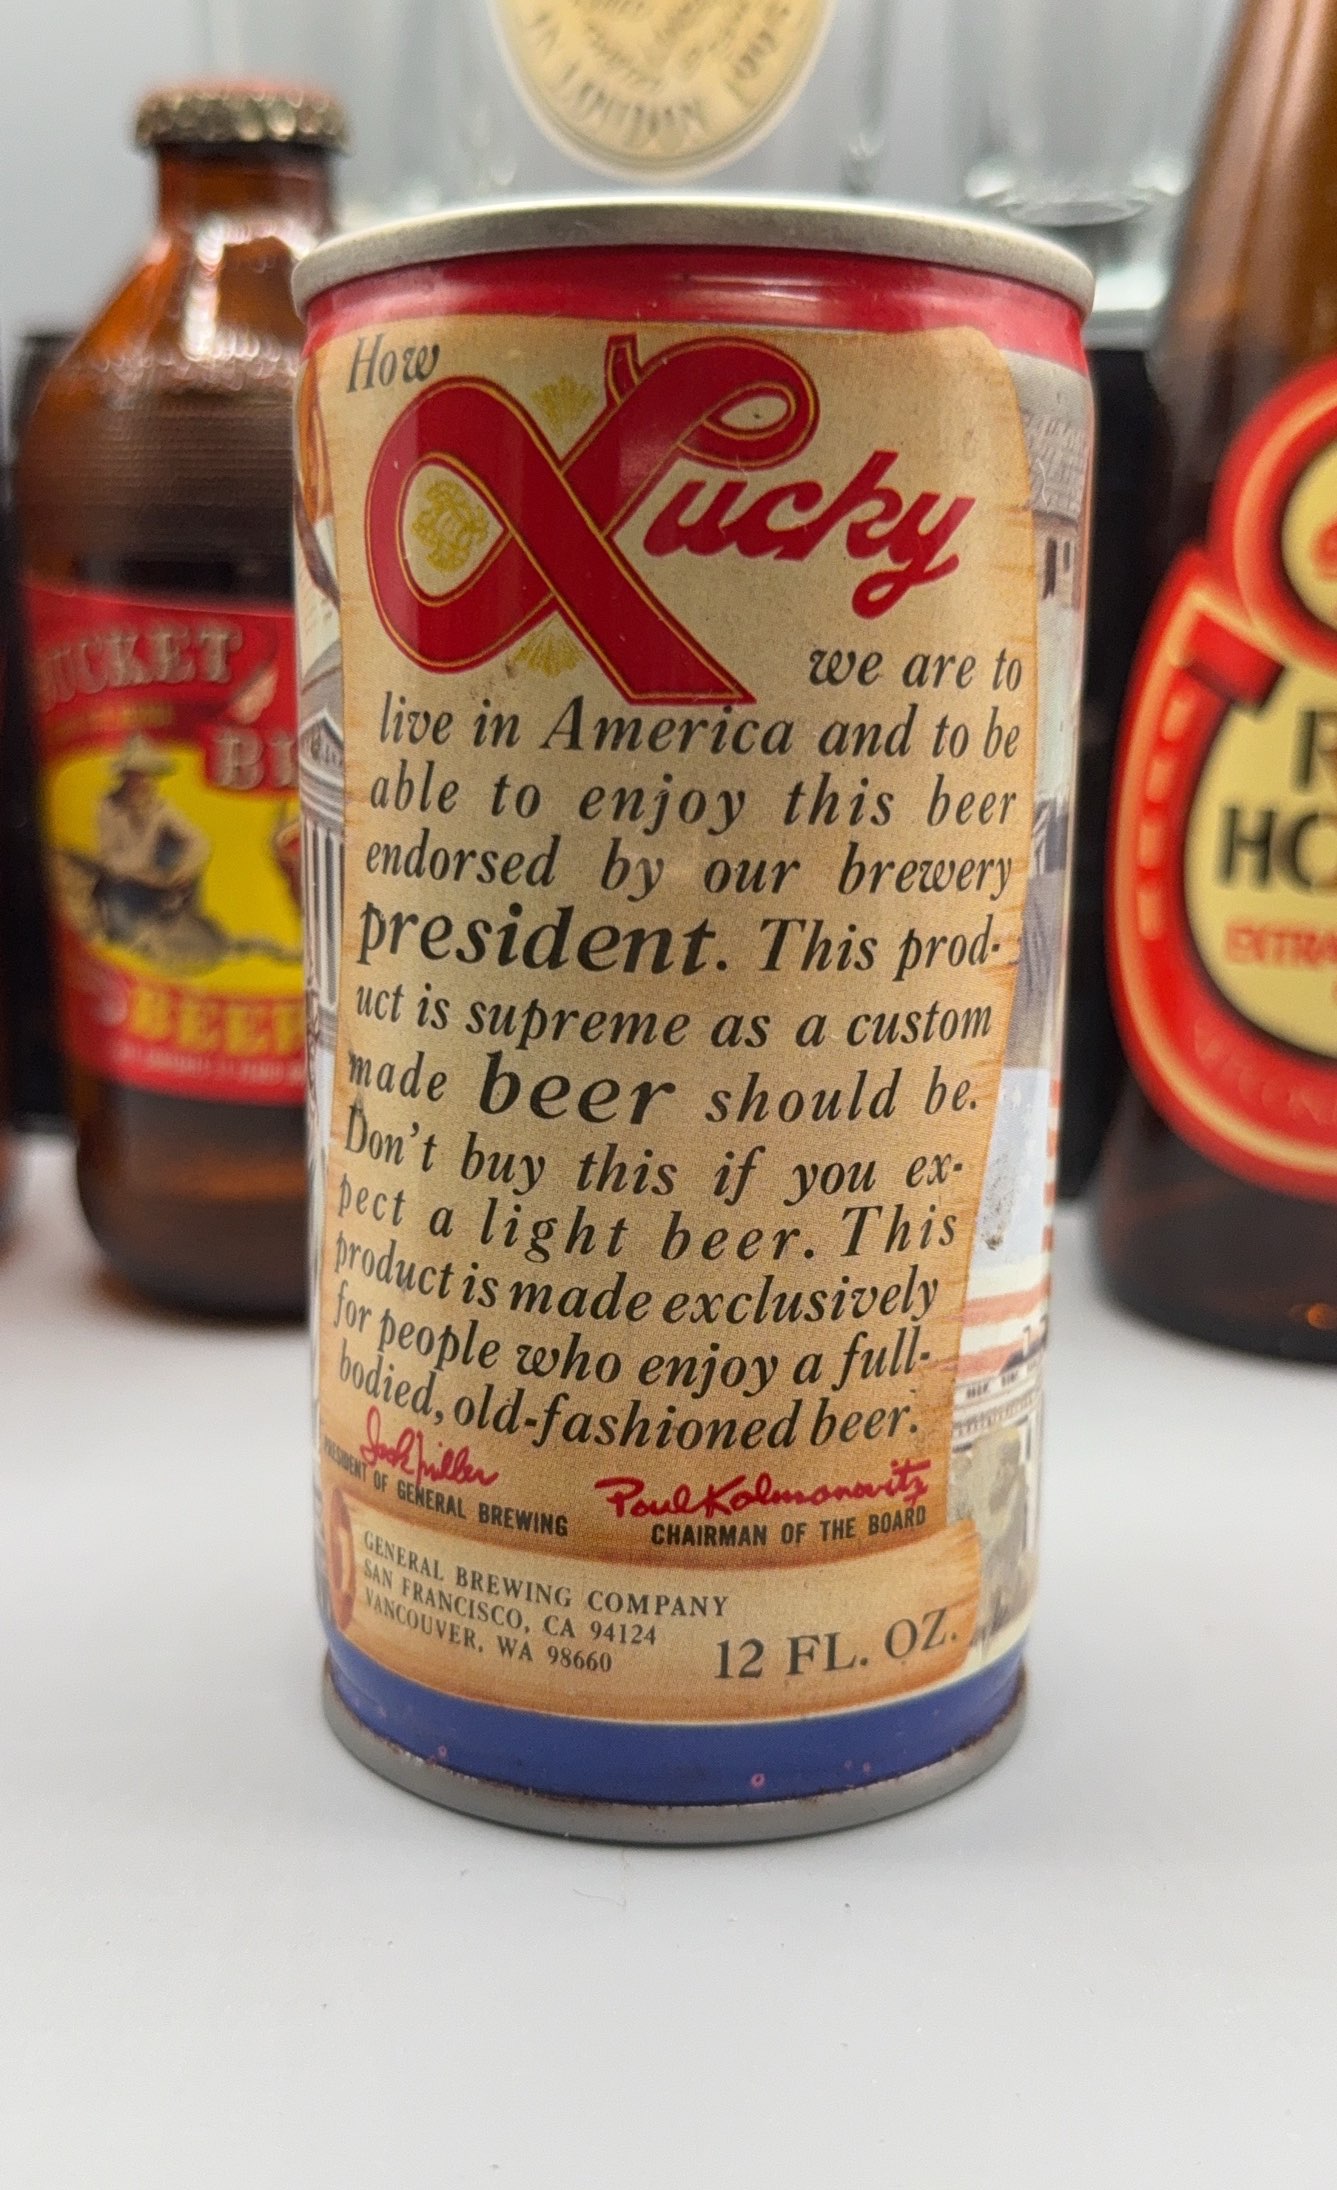 How
Lucky
we are to
live in America and to be
able to enjoy this beer
endorsed by our brewery
president. This prod-
uct is supreme as a custom
made beer should be.
Don't buy this if you ex-
pect a light beer. This
product is made exclusively
for people who enjoy a full-
bodied, old-fashioned beer.
Jack Miller
PRESIDENT OF GENERAL BREWING
Paul Kalmanovitz
CHAIRMAN OF THE BOARD
GENERAL BREWING COMPANY
SAN FRANCISCO, CA 94124
VANCOUVER, WA 98660
12 FL. OZ.
BEER
EXTRA